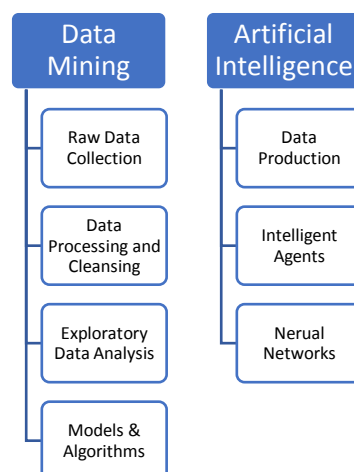 Data
Mining
Raw Data
Collection
Data
Processing and
Cleansing
Exploratory
Data Analysis
Models &
Algorithms
Artificial
Intelligence
Data
Production
Intelligent
Agents
Nerual
Networks